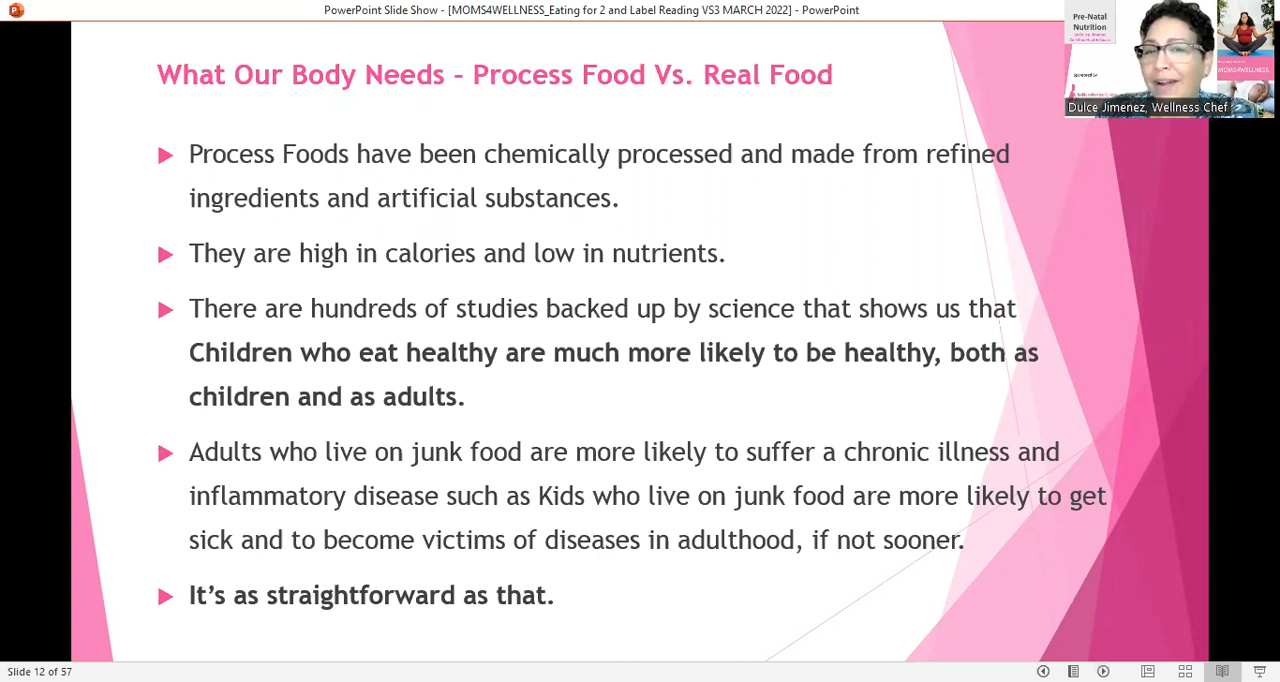 PowerPoint Slide Show - [MOMS4WELLNESS_Eating for 2 and Label Reading VS3 MARCH 2022] - PowerPoint
Pre-Natal
Nutrition
Sponsored by
MOMS4WELLNESS
Dulce Jimenez, Wellness Chef
What Our Body Needs – Process Food Vs. Real Food
Process Foods have been chemically processed and made from refined
ingredients and artificial substances.
They are high in calories and low in nutrients.
There are hundreds of studies backed up by science that shows us that
Children who eat healthy are much more likely to be healthy, both as
children and as adults.
Adults who live on junk food are more likely to suffer a chronic illness and
inflammatory disease such as Kids who live on junk food are more likely to get
sick and to become victims of diseases in adulthood, if not sooner.
It’s as straightforward as that.
Slide 12 of 57